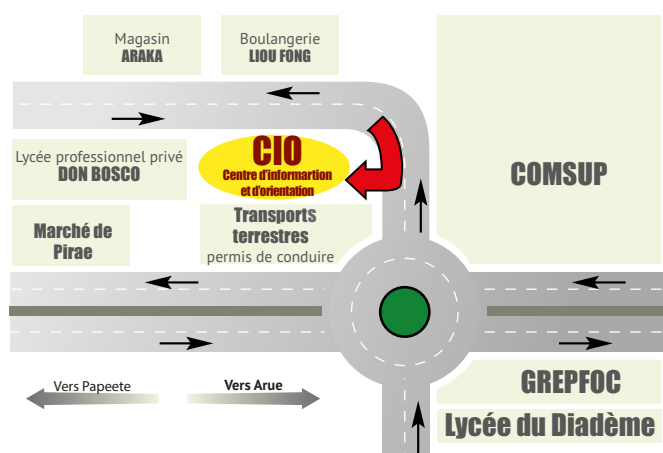 Magasin
ARAKA
Boulangerie
LIOU FONG
Lycée professionnel privé
DON BOSCO
CIO
Centre d'informartion
et d'orientation
COMSUP
Marché de
Pirae
Transports
terrestres
permis de conduire
Vers Papeete
Vers Arue
GREPFOC
Lycée du Diadème